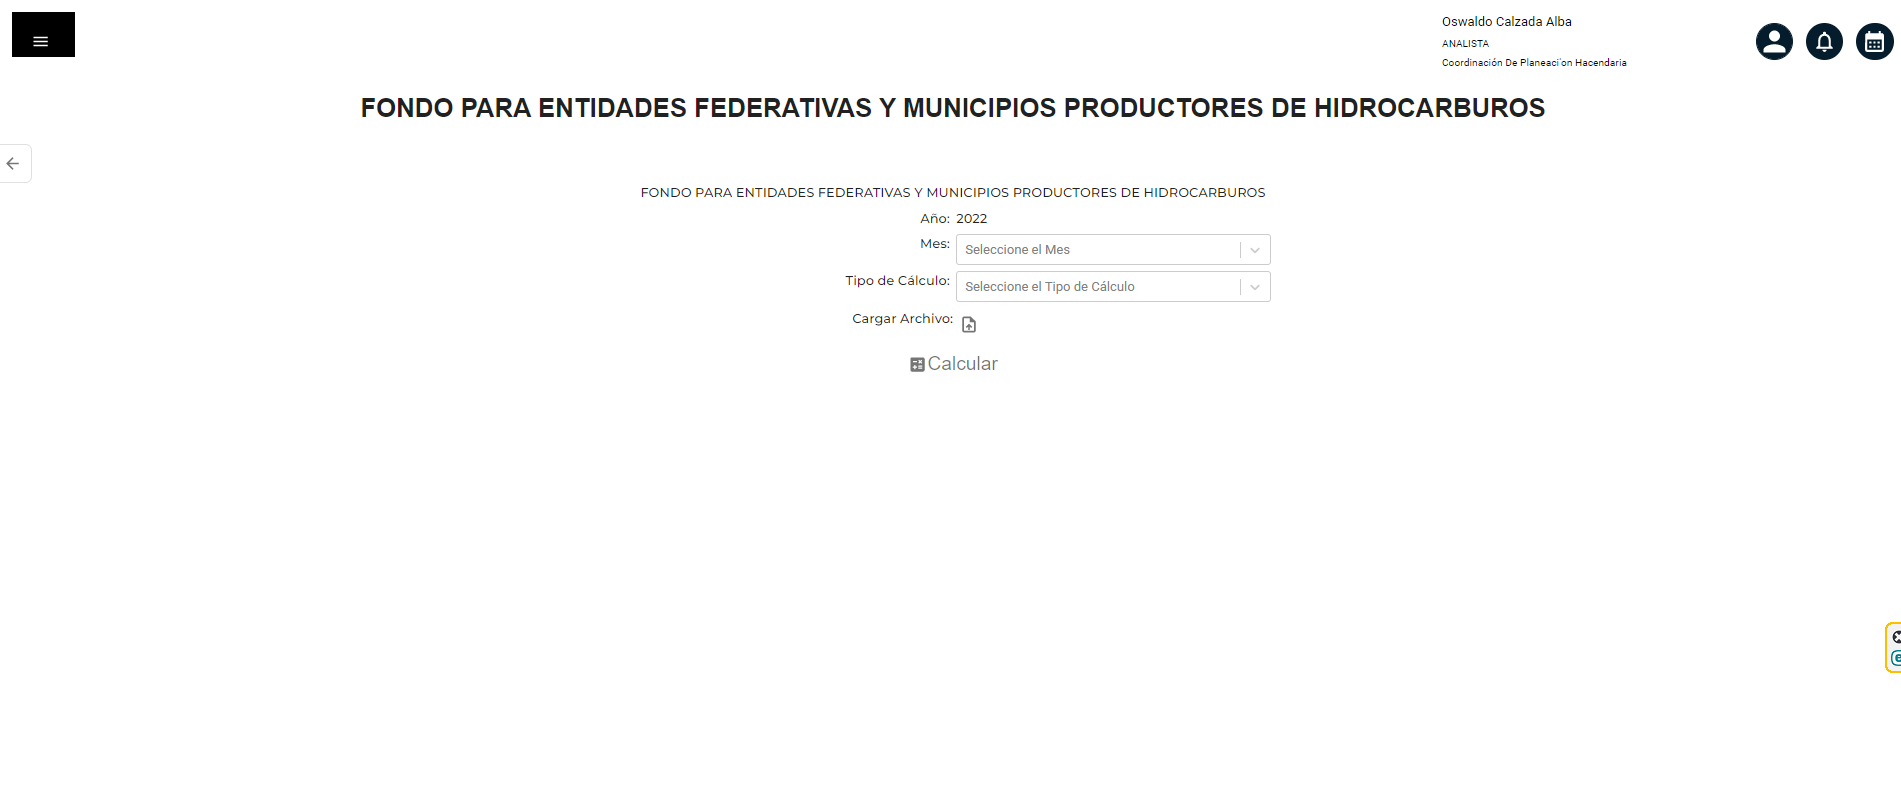 Oswaldo Calzada Alba
ANALISTA
Coordinación De Planeaci´on Hacendaria
FONDO PARA ENTIDADES FEDERATIVAS Y MUNICIPIOS PRODUCTORES DE HIDROCARBUROS
FONDO PARA ENTIDADES FEDERATIVAS Y MUNICIPIOS PRODUCTORES DE HIDROCARBUROS
Año: 2022
Mes: Seleccione el Mes
Tipo de Cálculo: Seleccione el Tipo de Cálculo
Cargar Archivo:
Calcular